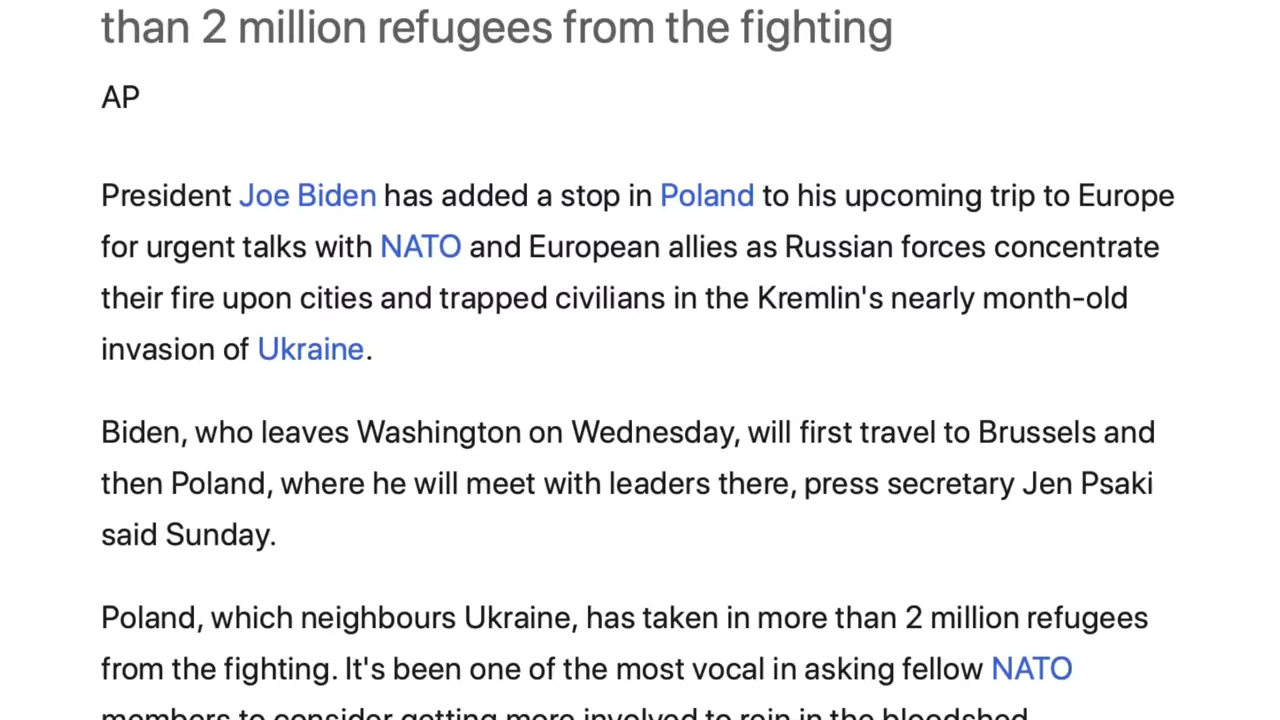 than 2 million refugees from the fighting
AP
President Joe Biden has added a stop in Poland to his upcoming trip to Europe
for urgent talks with NATO and European allies as Russian forces concentrate
their fire upon cities and trapped civilians in the Kremlin's nearly month-old
invasion of Ukraine.
Biden, who leaves Washington on Wednesday, will first travel to Brussels and
then Poland, where he will meet with leaders there, press secretary Jen Psaki
said Sunday.
Poland, which neighbours Ukraine, has taken in more than 2 million refugees
from the fighting. It's been one of the most vocal in asking fellow NATO
members to consider getting more involved to rein in the bloodshed.